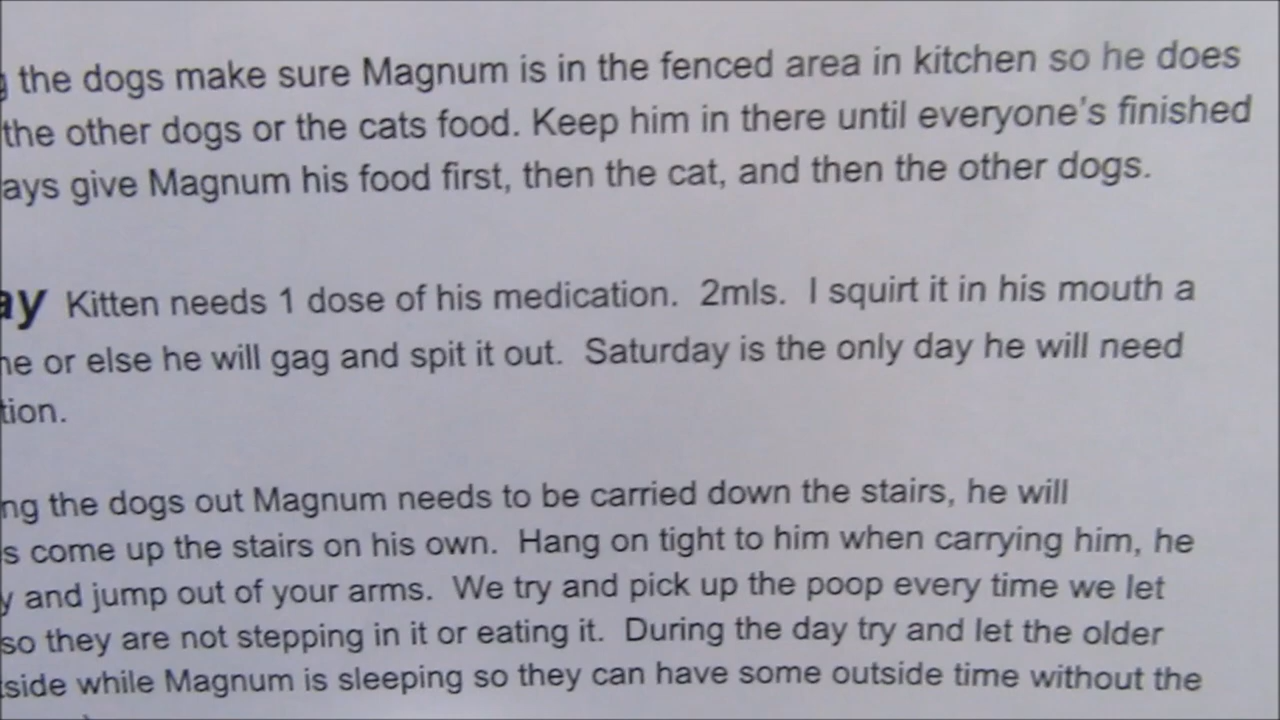 the dogs make sure Magnum is in the fenced area in kitchen so he does
the other dogs or the cats food. Keep him in there until everyone's finished
ays give Magnum his food first, then the cat, and then the other dogs.
ay Kitten needs 1 dose of his medication. 2mls. I squirt it in his mouth a
ne or else he will gag and spit it out. Saturday is the only day he will need
tion.
ng the dogs out Magnum needs to be carried down the stairs, he will
s come up the stairs on his own. Hang on tight to him when carrying him, he
y and jump out of your arms. We try and pick up the poop every time we let
so they are not stepping in it or eating it. During the day try and let the older
side while Magnum is sleeping so they can have some outside time without the